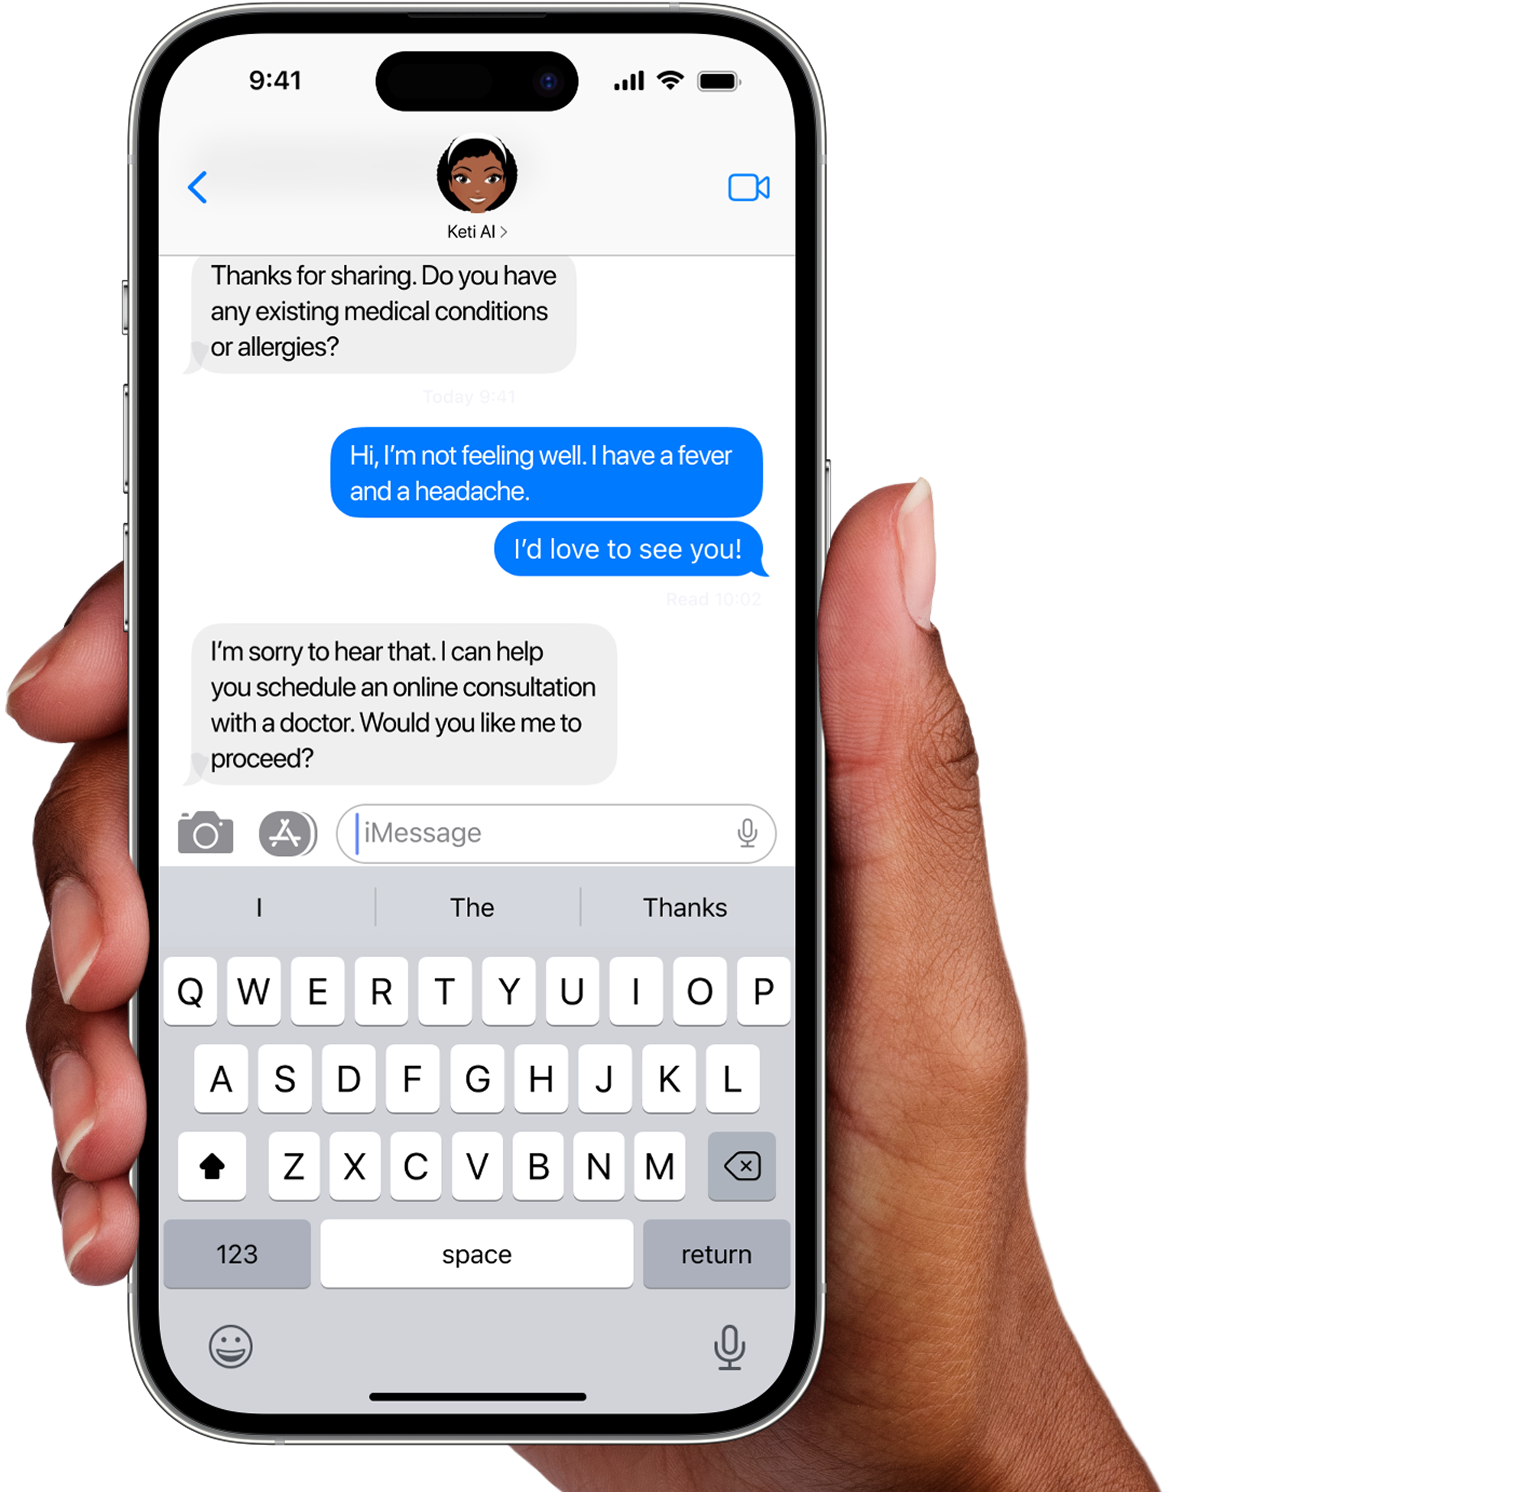 9:41
Keti AI
Thanks for sharing. Do you have
any existing medical conditions
or allergies?
Today 9:41
Hi, I'm not feeling well. I have a fever
and a headache.
I'd love to see you!
Read 10:02
I'm sorry to hear that. I can help
you schedule an online consultation
with a doctor. Would you like me to
proceed?
iMessage
I The Thanks
Q W E R T Y U I O P
A S D F G H J K L
Z X C V B N M
123 space return